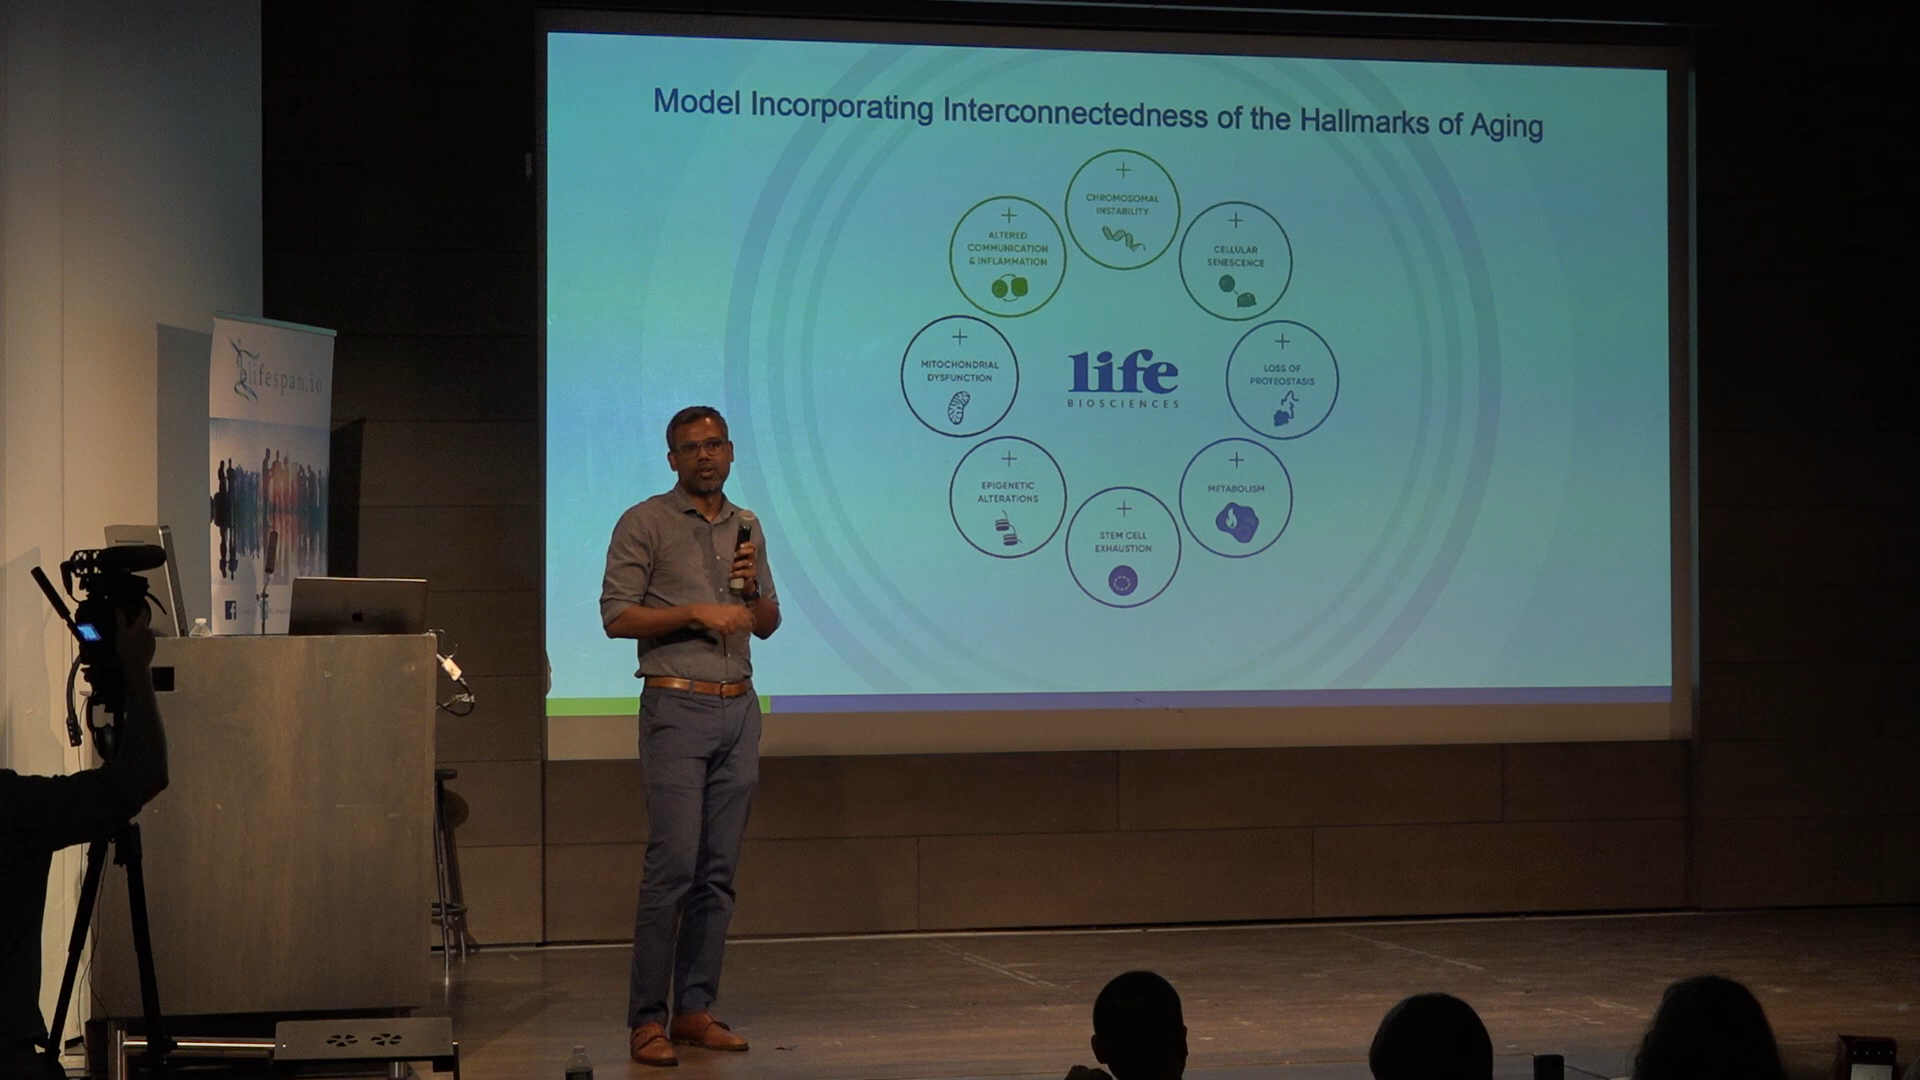 Model Incorporating Interconnectedness of the Hallmarks of Aging
+
CHROMOSOMAL
INSTABILITY
+
ALTERED
COMMUNICATION
& INFLAMMATION
+
CELLULAR
SENESCENCE
+
MITOCHONDRIAL
DYSFUNCTION
life
BIOSCIENCES
+
LOSS OF
PROTEOSTASIS
+
EPIGENETIC
ALTERATIONS
+
METABOLISM
+
STEM CELL
EXHAUSTION
lifespan.io
f